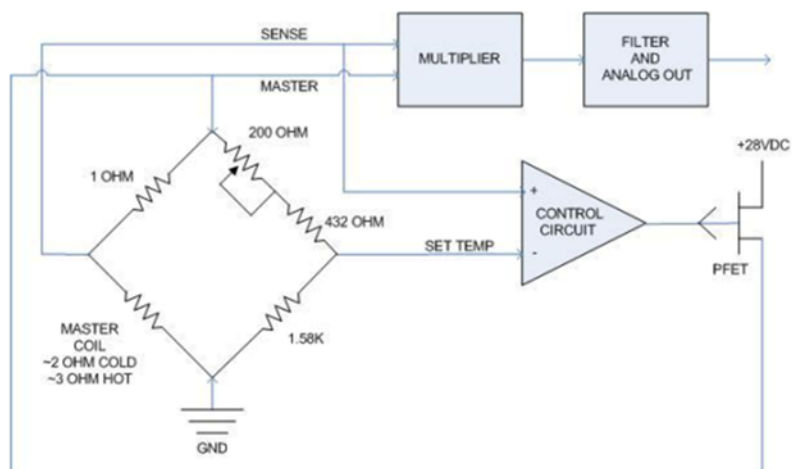 SENSE
MASTER
MULTIPLIER
FILTER
AND
ANALOG OUT
200 OHM
1 OHM
432 OHM
SET TEMP
+
-
CONTROL
CIRCUIT
+28VDC
PFET
MASTER
COIL
~2 OHM COLD
~3 OHM HOT
1.58K
GND